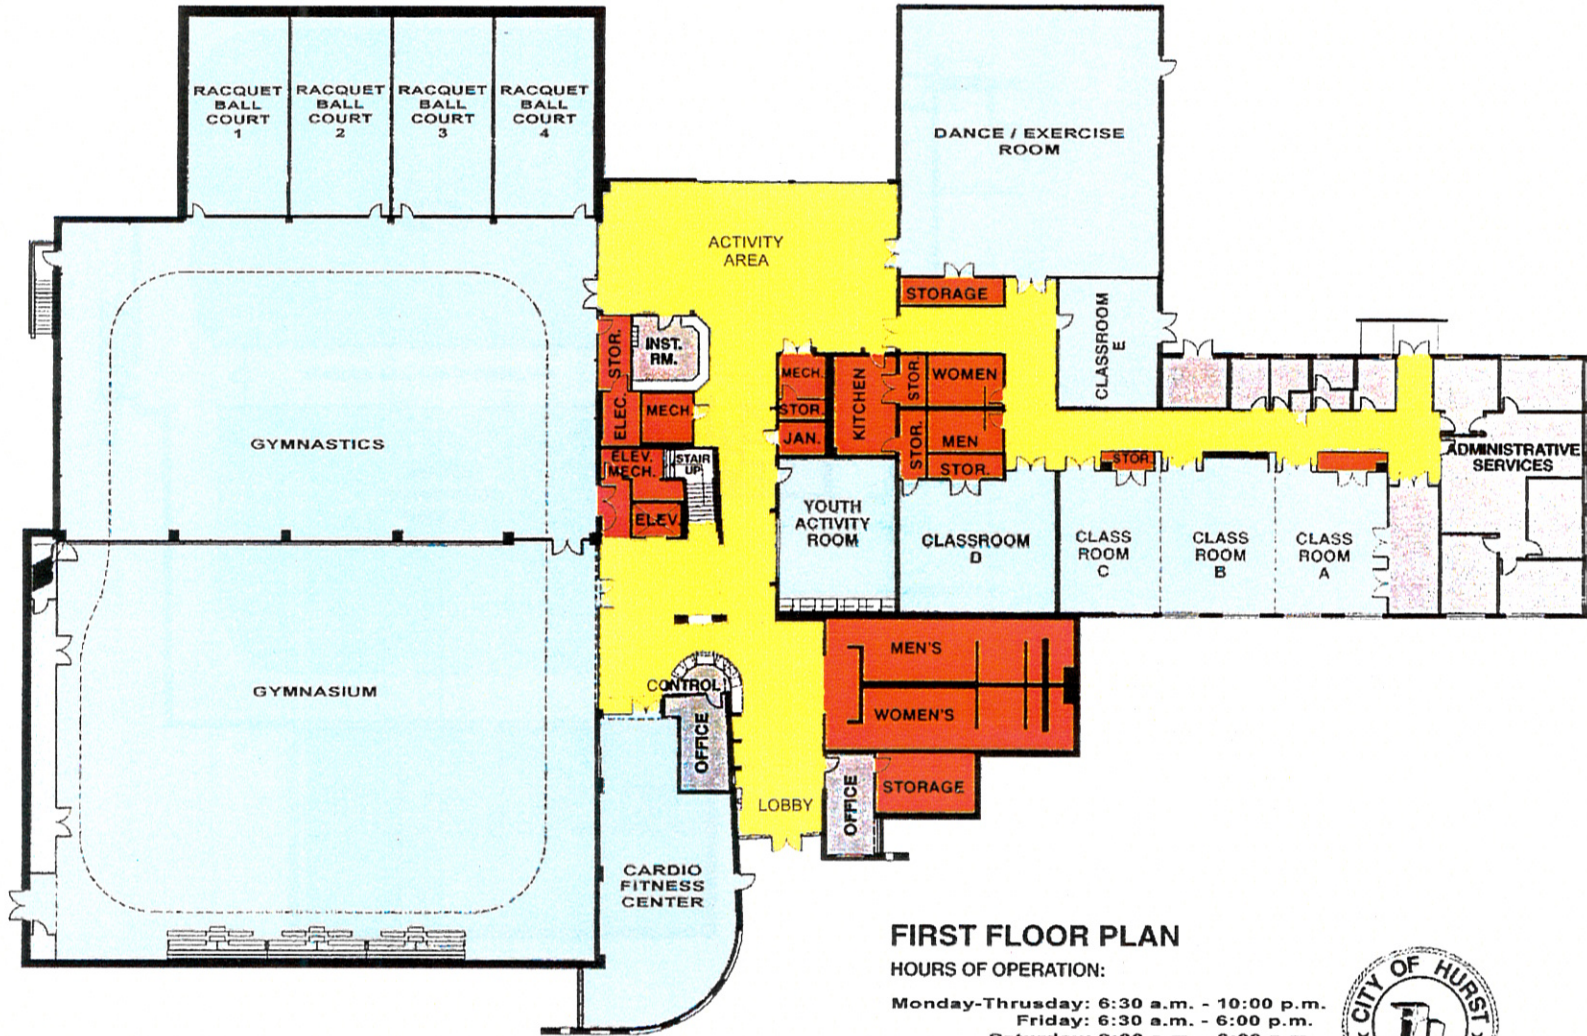 RACQUET
BALL
COURT
1
RACQUET
BALL
COURT
2
RACQUET
BALL
COURT
3
RACQUET
BALL
COURT
4
DANCE / EXERCISE
ROOM
ACTIVITY
AREA
STORAGE
CLASSROOM
E
STOR.
INST.
RM.
ELEC.
MECH.
MECH.
STOR.
JAN.
KITCHEN
STOR.
WOMEN
STOR.
MEN
STOR.
GYMNASTICS
ELEV.
MECH.
STAIR
UP
ELEV.
STOR.
ADMINISTRATIVE
SERVICES
YOUTH
ACTIVITY
ROOM
CLASSROOM
D
CLASS
ROOM
C
CLASS
ROOM
B
CLASS
ROOM
A
GYMNASIUM
CONTROL
OFFICE
MEN'S
WOMEN'S
LOBBY
OFFICE
STORAGE
CARDIO
FITNESS
CENTER
FIRST FLOOR PLAN
HOURS OF OPERATION:
Monday-Thrusday: 6:30 a.m. - 10:00 p.m.
Friday: 6:30 a.m. - 6:00 p.m.
CITY OF HURST